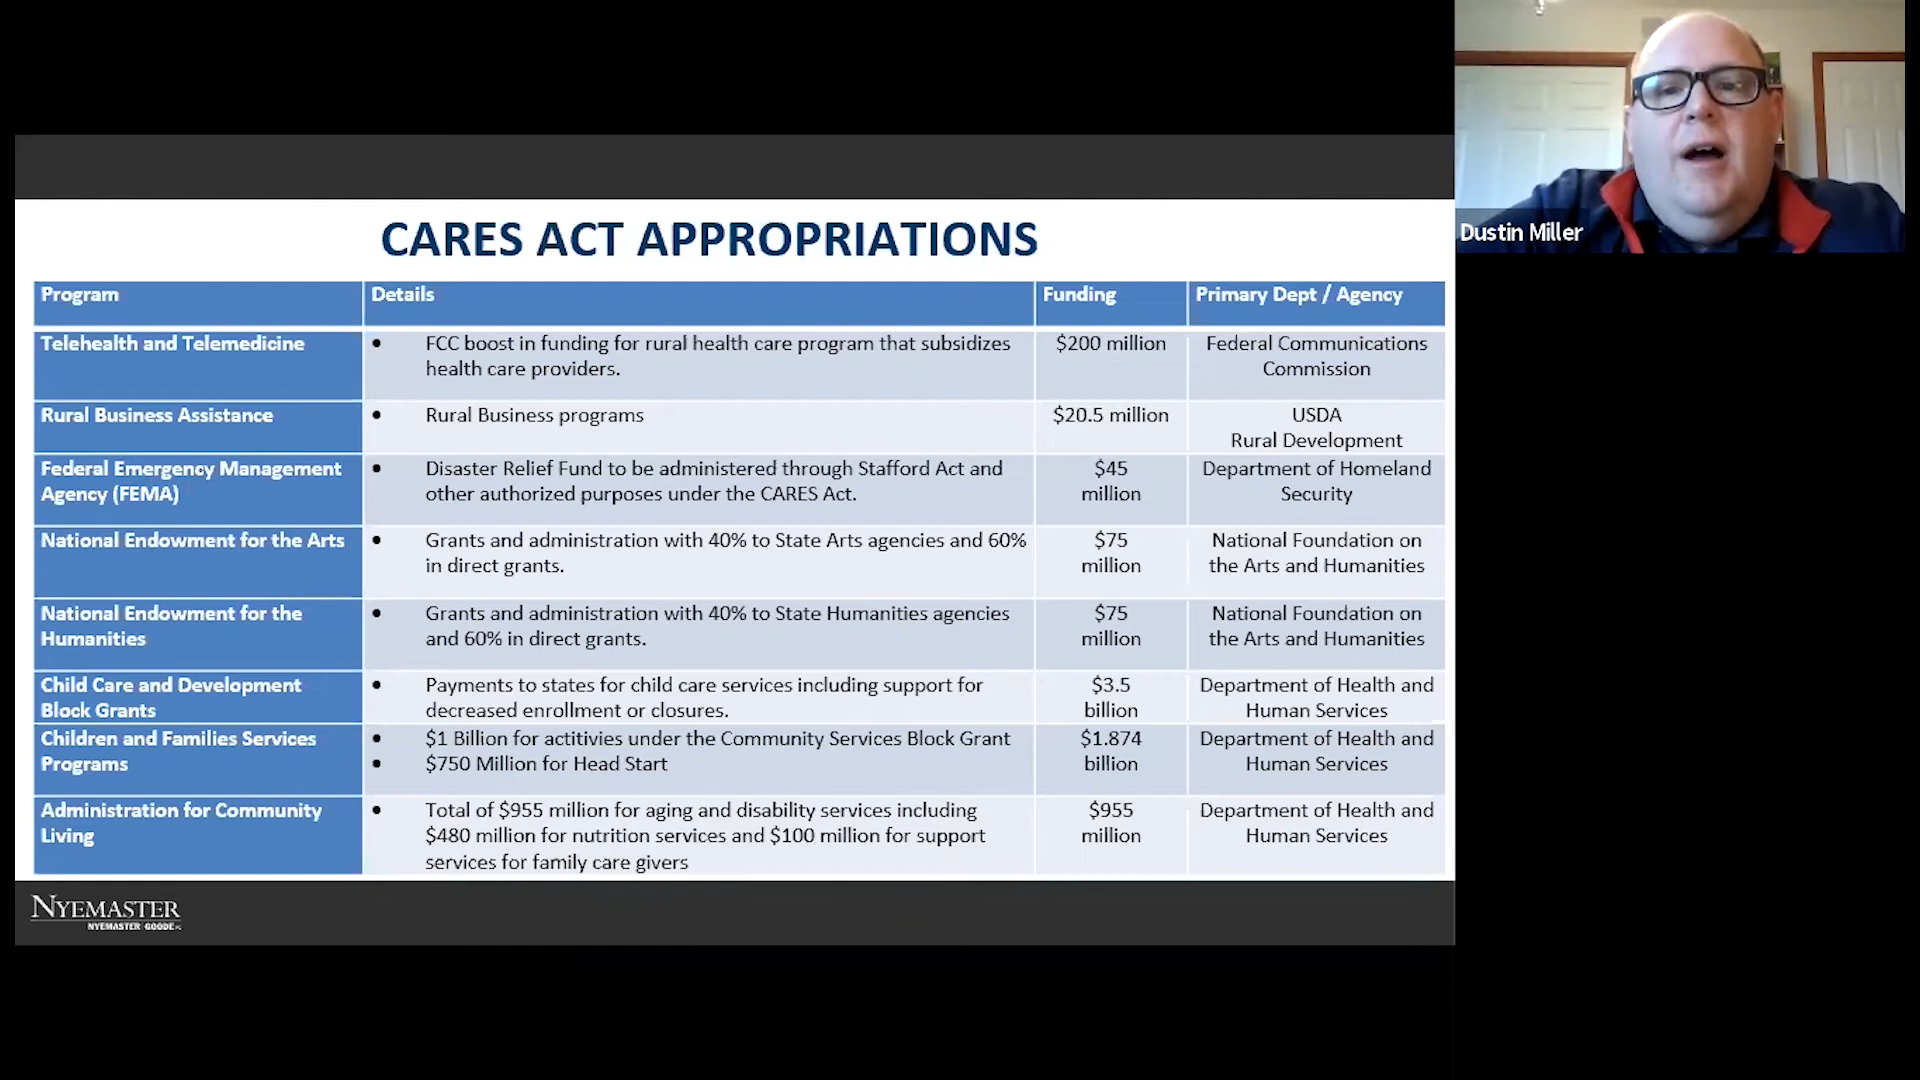 CARES ACT APPROPRIATIONS
Program Details Funding Primary Dept / Agency
Telehealth and Telemedicine
• FCC boost in funding for rural health care program that subsidizes
health care providers.
$200 million
Federal Communications
Commission
Rural Business Assistance
• Rural Business programs
$20.5 million
USDA
Rural Development
Federal Emergency Management
Agency (FEMA)
• Disaster Relief Fund to be administered through Stafford Act and
other authorized purposes under the CARES Act.
$45
million
Department of Homeland
Security
National Endowment for the Arts
• Grants and administration with 40% to State Arts agencies and 60%
in direct grants.
$75
million
National Foundation on
the Arts and Humanities
National Endowment for the
Humanities
• Grants and administration with 40% to State Humanities agencies
and 60% in direct grants.
$75
million
National Foundation on
the Arts and Humanities
Child Care and Development
Block Grants
• Payments to states for child care services including support for
decreased enrollment or closures.
$3.5
billion
Department of Health and
Human Services
Children and Families Services
Programs
• $1 Billion for actitivies under the Community Services Block Grant
• $750 Million for Head Start
$1.874
billion
Department of Health and
Human Services
Administration for Community
Living
• Total of $955 million for aging and disability services including
$480 million for nutrition services and $100 million for support
services for family care givers
$955
million
Department of Health and
Human Services
NYEMASTER
NYEMASTER GOODE PC
Dustin Miller